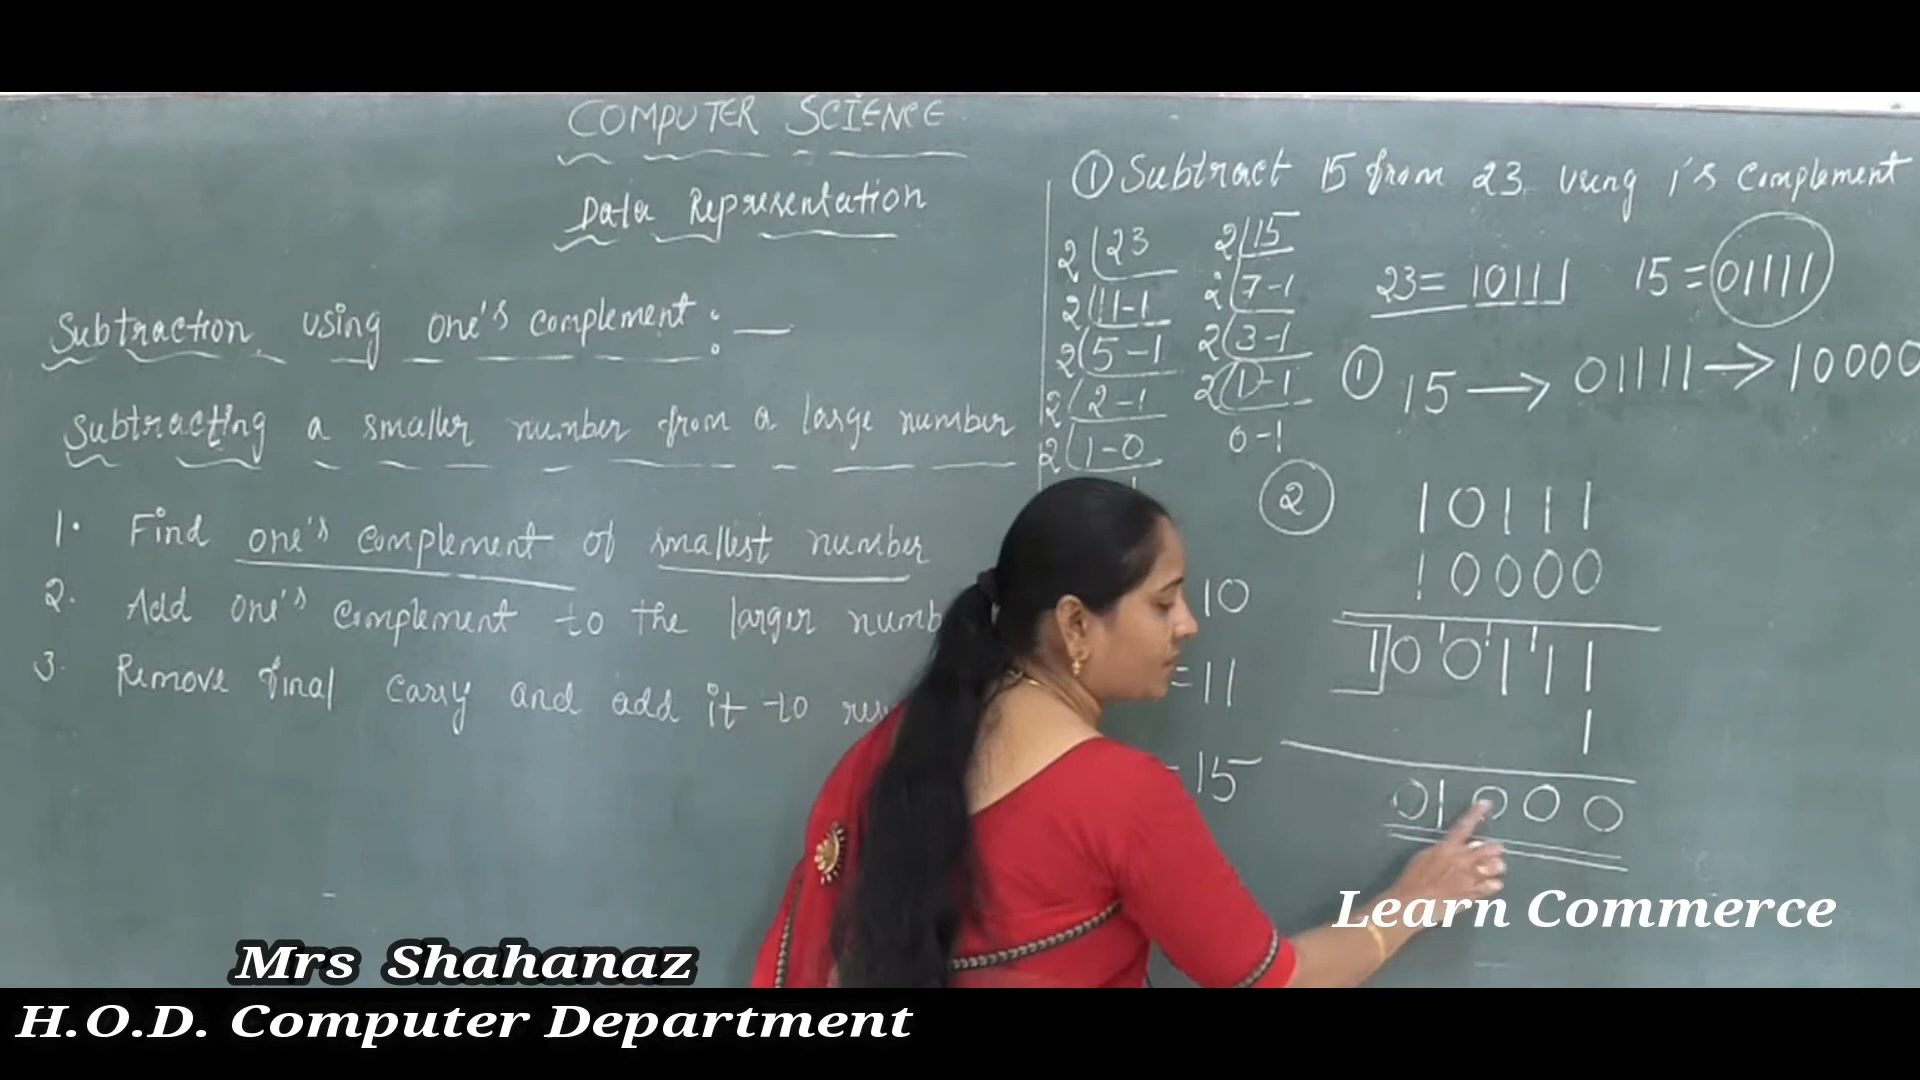 COMPUTER SCIENCE
Data Representation
Subtraction using one's complement:—
Subtracting a smaller number from a large number
1. Find one's complement of smallest number
2. Add one's complement to the larger numb
3. Remove final carry and add it to
① Subtract 15 from 23 using 1's complement
2 23
2 11-1
2 5-1
2 2-1
2 1-0
2 15
2 7-1
2 3-1
2 1-1
0-1
23= 10111 15=01111
① 15 → 01111 → 10000
10
=11
15
② 10111
10000
1 00111
1
01000
Learn Commerce
Mrs Shahanaz
H.O.D. Computer Department